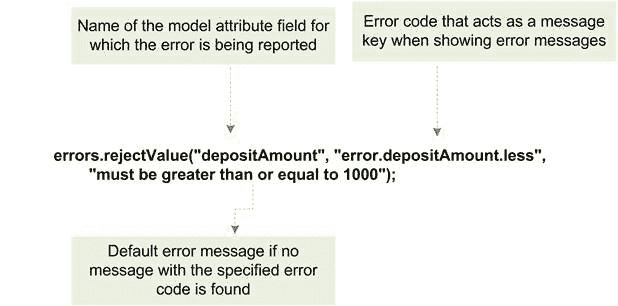 Name of the model attribute field for
which the error is being reported
Error code that acts as a message
key when showing error messages
errors.rejectValue("depositAmount", "error.depositAmount.less",
"must be greater than or equal to 1000");
Default error message if no
message with the specified error
code is found